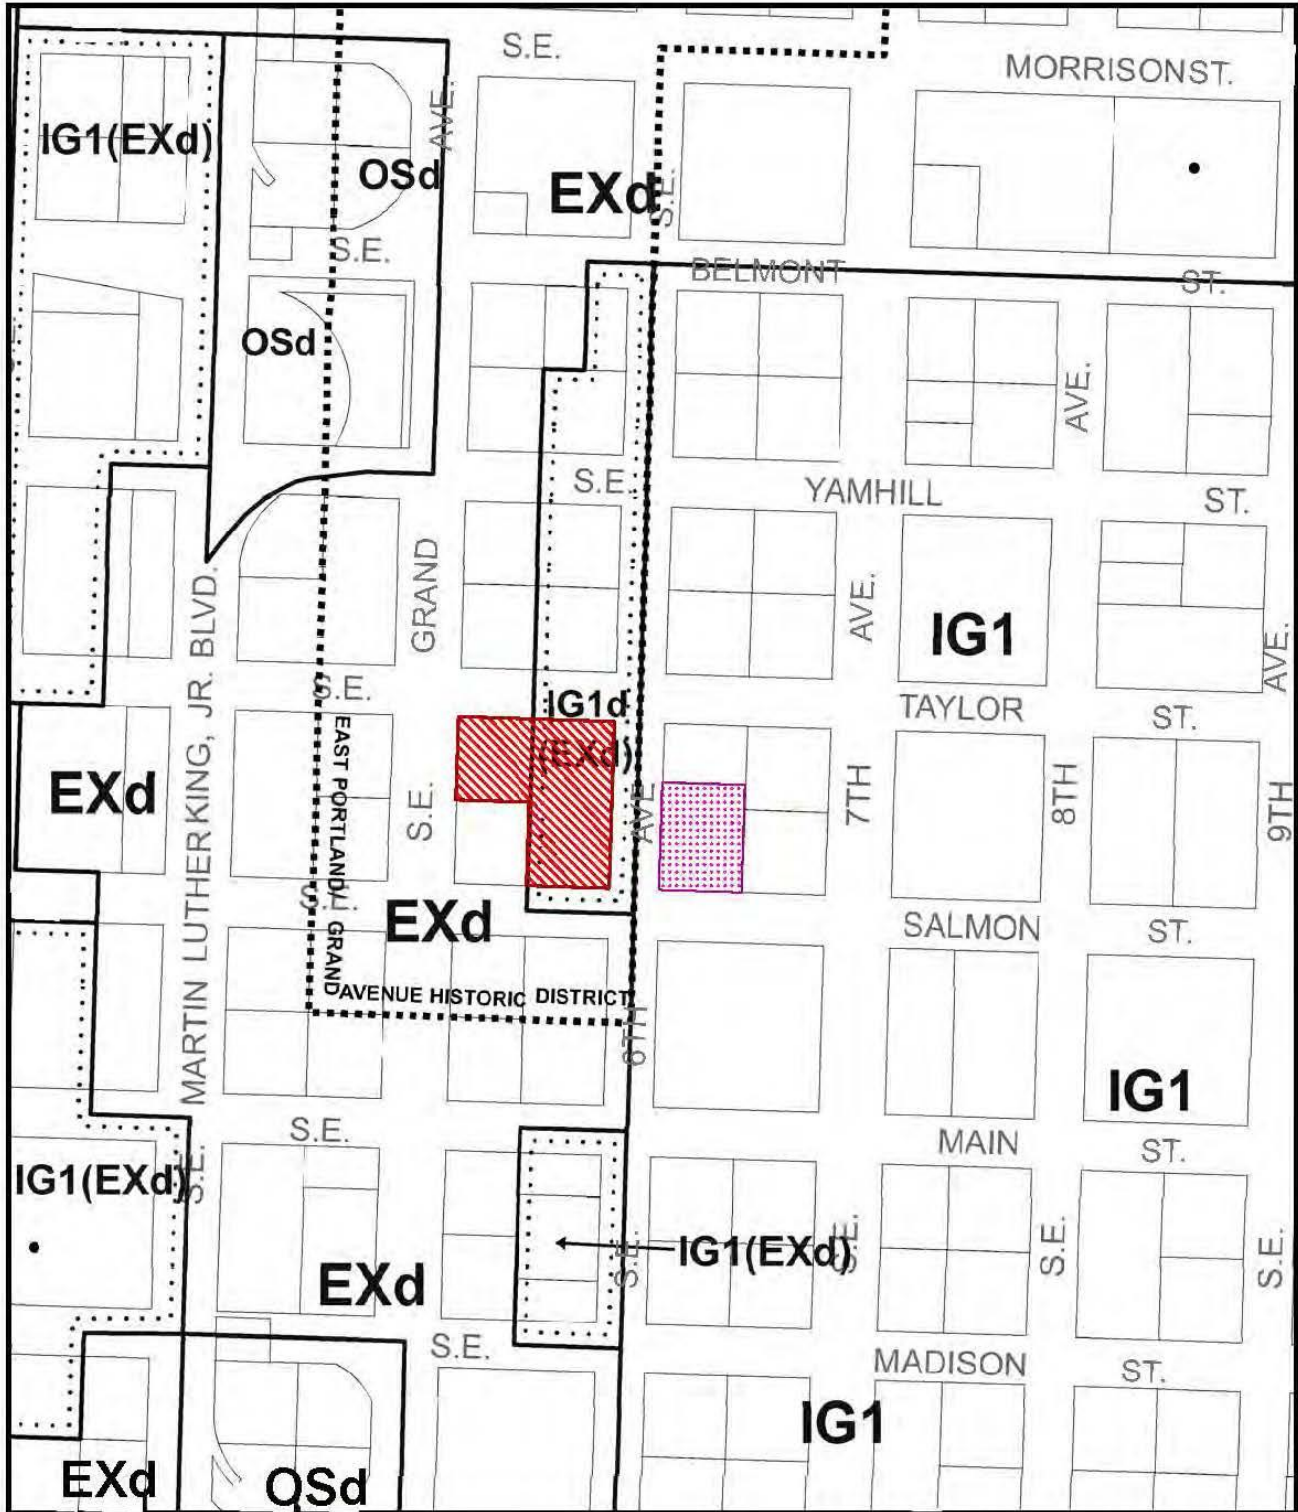 S.E.
MORRISON ST.
IG1(EXd)
AVE.
OSd
EXd
S.E.
S.E.
BELMONT
ST.
OSd
AVE.
S.E.
YAMHILL
ST.
GRAND
AVE.
IG1
AVE.
MARTIN LUTHERKING, JR. BLVD.
S.E.
IG1d
(EXd)
TAYLOR
ST.
EXd
EAST PORTLAND/ GRAND
AVENUE HISTORIC DISTRICT
S.E.
AVE
7TH
8TH
9TH
S.E.
EXd
SALMON
ST.
6TH
IG1
S.E.
MAIN
ST.
IG1(EXd)
S.E.
S.E.
IG1(EXd)
S.E.
S.E.
S.E.
EXd
S.E.
MADISON
ST.
IG1
EXd
OSd